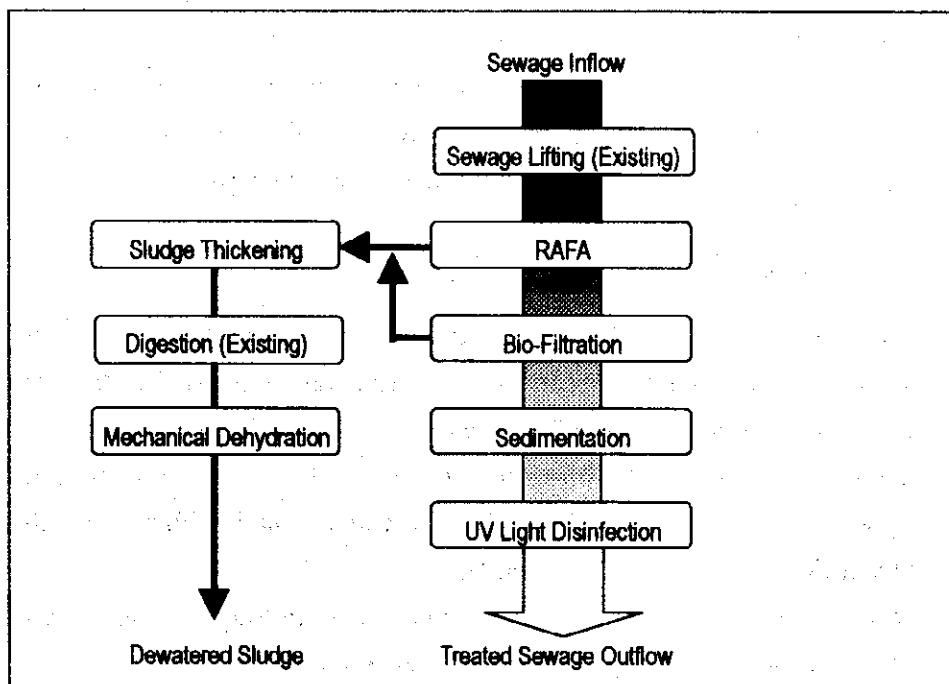 Sewage Inflow
Sewage Lifting (Existing)
Sludge Thickening
RAFA
Digestion (Existing)
Bio-Filtration
Mechanical Dehydration
Sedimentation
UV Light Disinfection
Dewatered Sludge
Treated Sewage Outflow